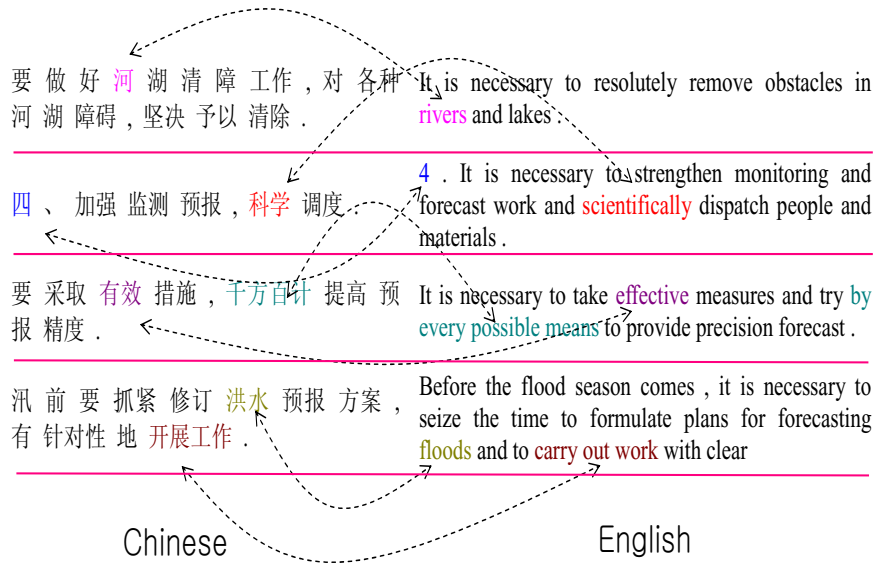 要 做 好 河 湖 清 障 工作 , 对 各种
河 湖 障碍 , 坚决 予以 清除 .
It is necessary to resolutely remove obstacles in
rivers and lakes .
四 、 加强 监测 预报 , 科学 调度 .
4 . It is necessary to strengthen monitoring and
forecast work and scientifically dispatch people and
materials .
要 采取 有效 措施 , 千方百计 提高 预
报 精度 .
It is necessary to take effective measures and try by
every possible means to provide precision forecast .
汛 前 要 抓紧 修订 洪水 预报 方案 ,
有 针对性 地 开展工作 .
Before the flood season comes , it is necessary to
seize the time to formulate plans for forecasting
floods and to carry out work with clear
Chinese
English